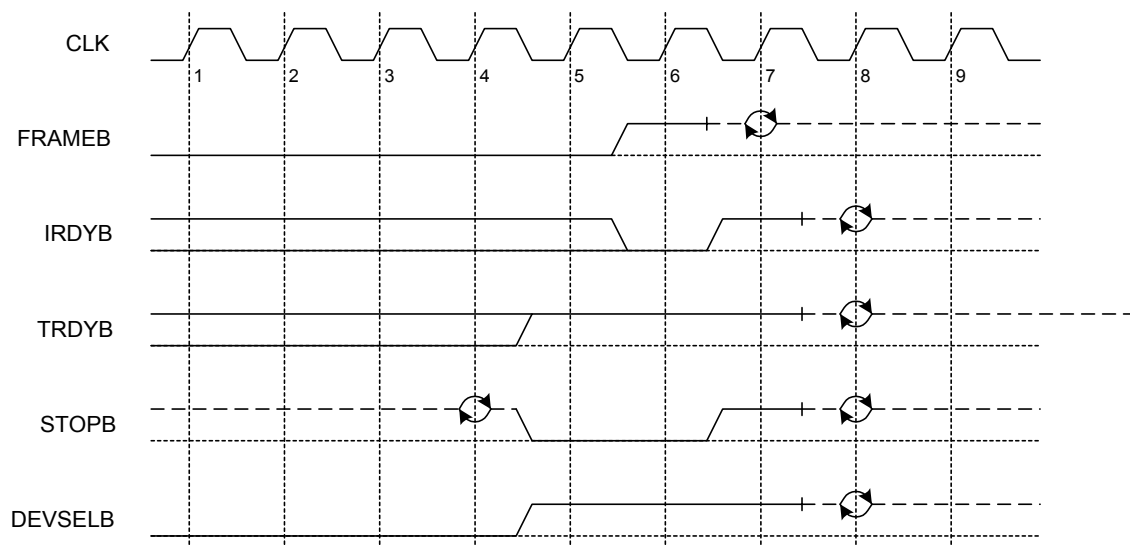 CLK
1 2 3 4 5 6 7 8 9
FRAMEB
IRDYB
TRDYB
STOPB
DEVSELB